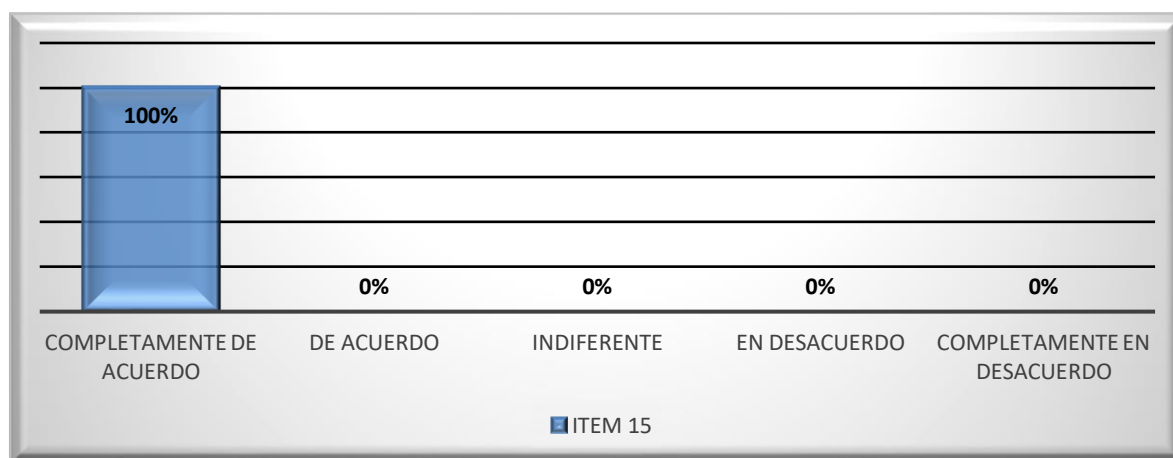 100%
0%
0%
0%
0%
COMPLETAMENTE DE
ACUERDO
DE ACUERDO
INDIFERENTE
EN DESACUERDO
COMPLETAMENTE EN
DESACUERDO
ITEM 15